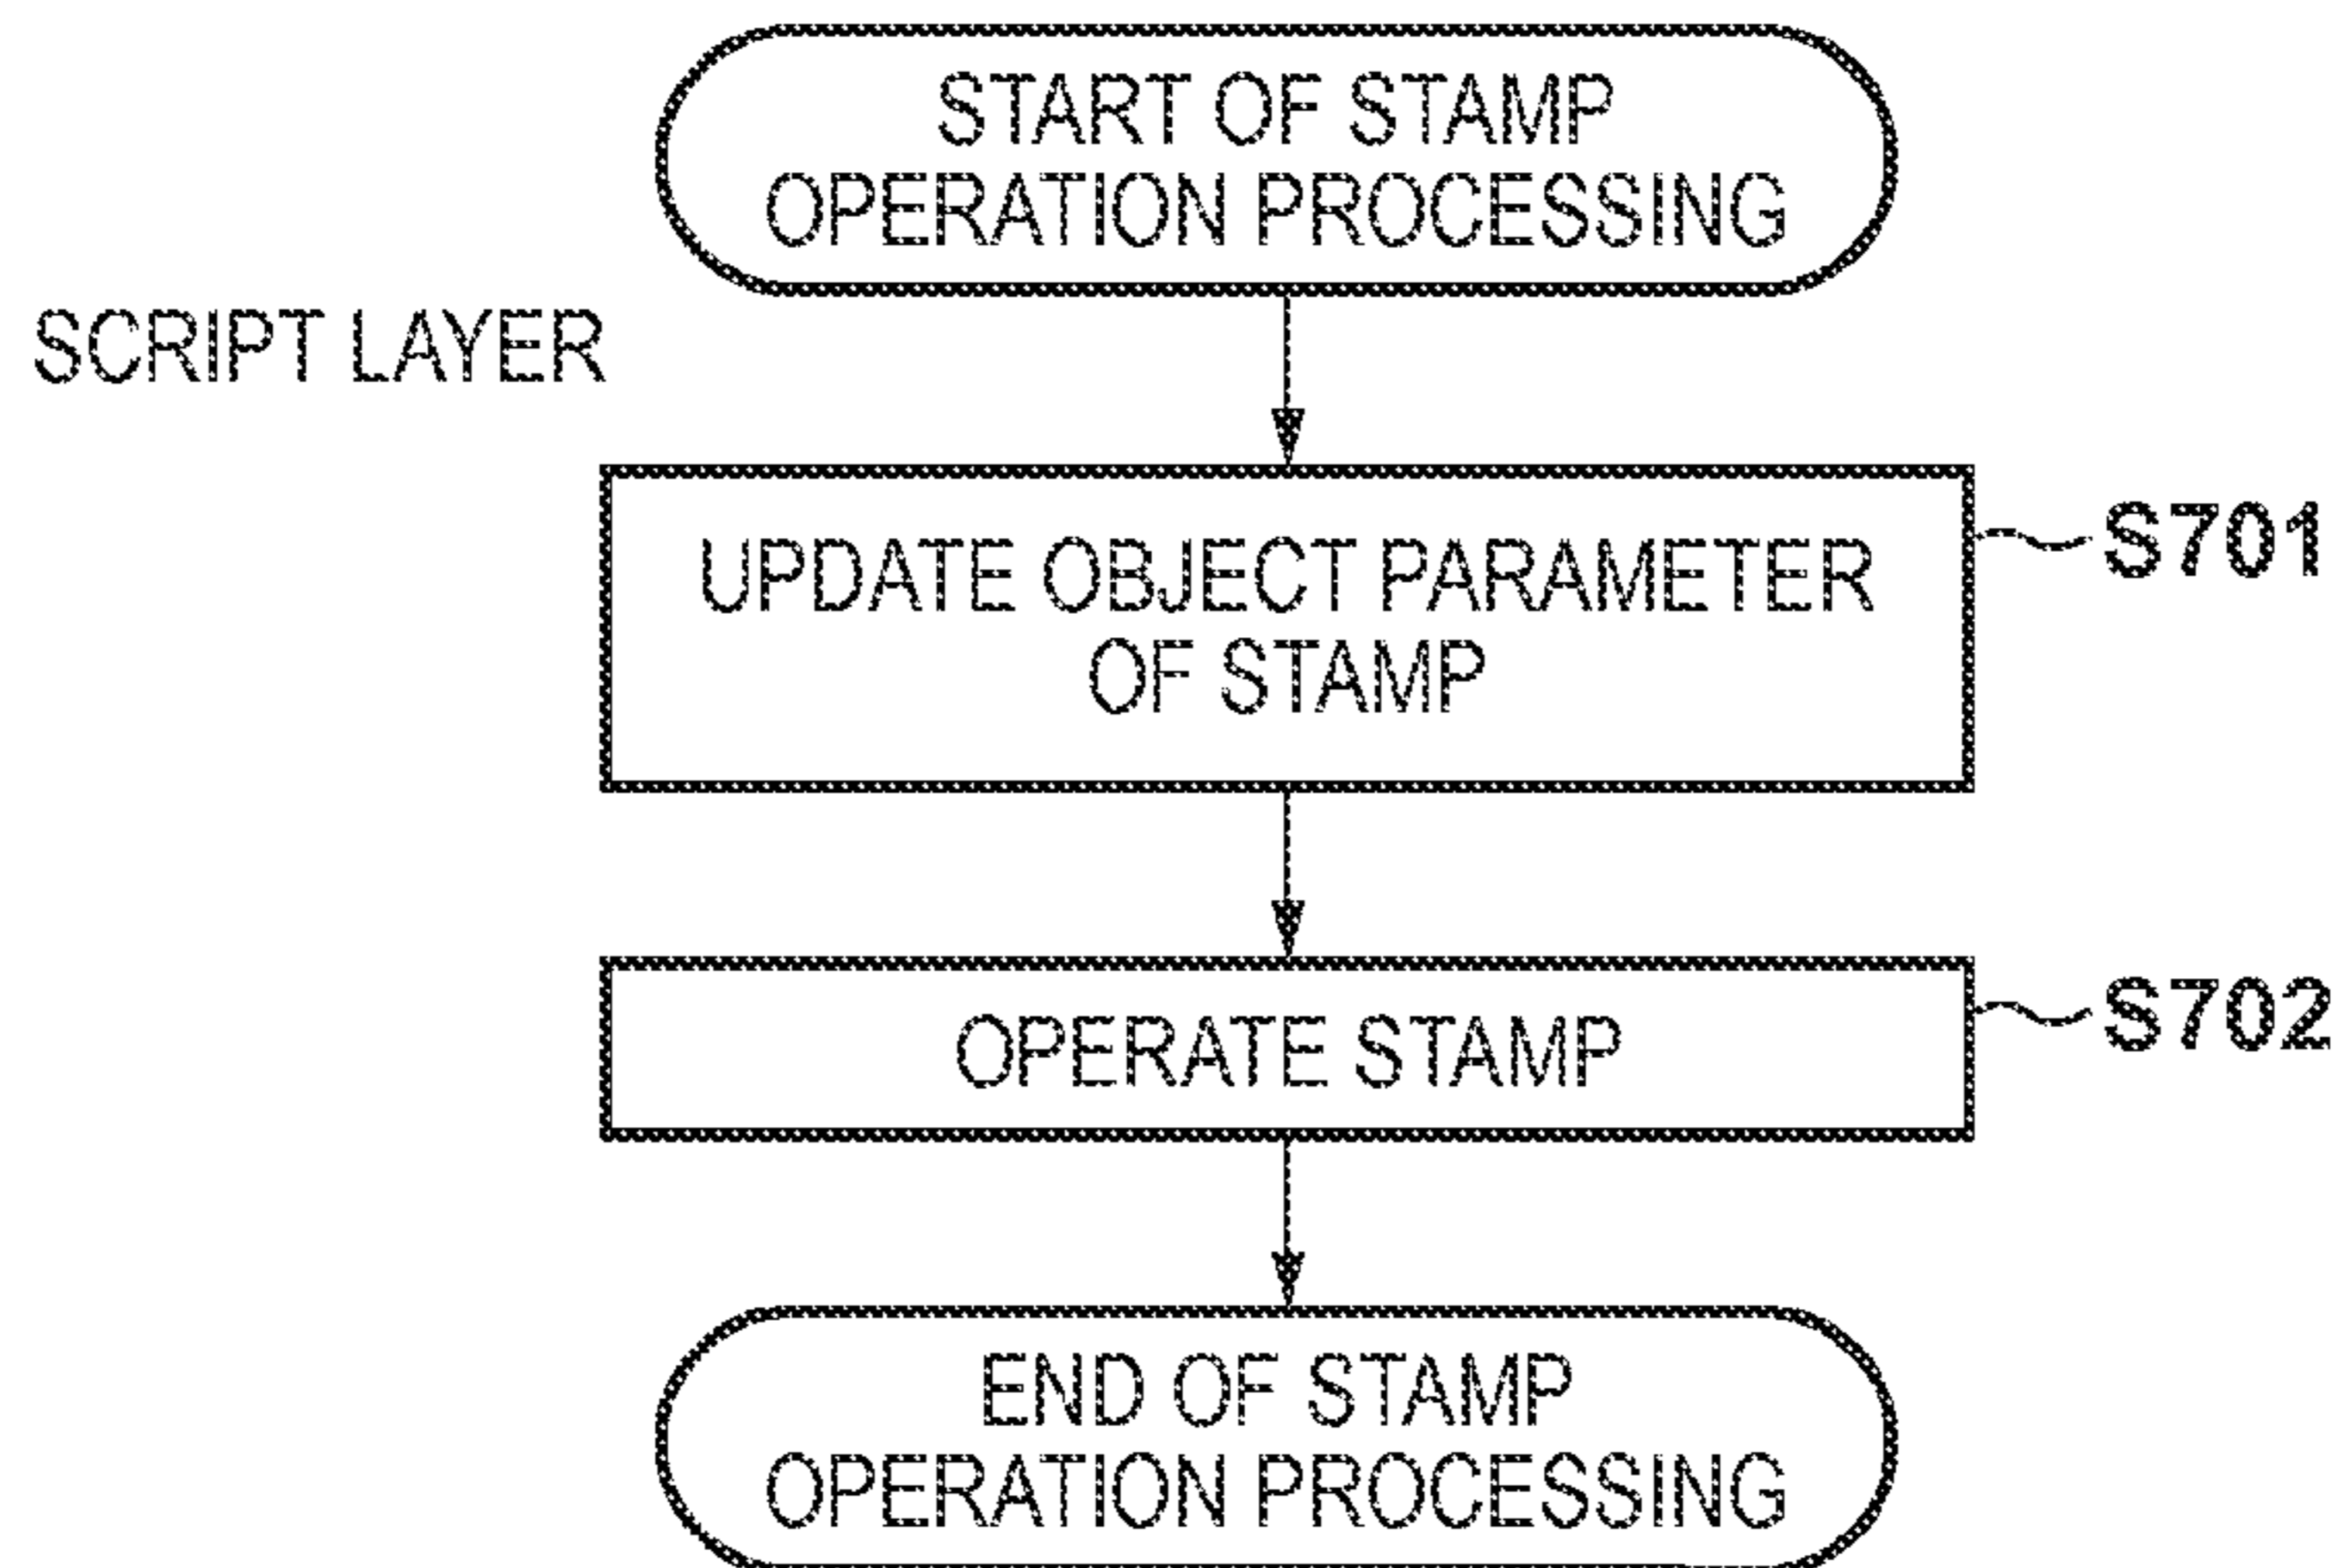 START OF STAMP
OPERATION PROCESSING
SCRIPT LAYER
UPDATE OBJECT PARAMETER
OF STAMP
S701
OPERATE STAMP
S702
END OF STAMP
OPERATION PROCESSING